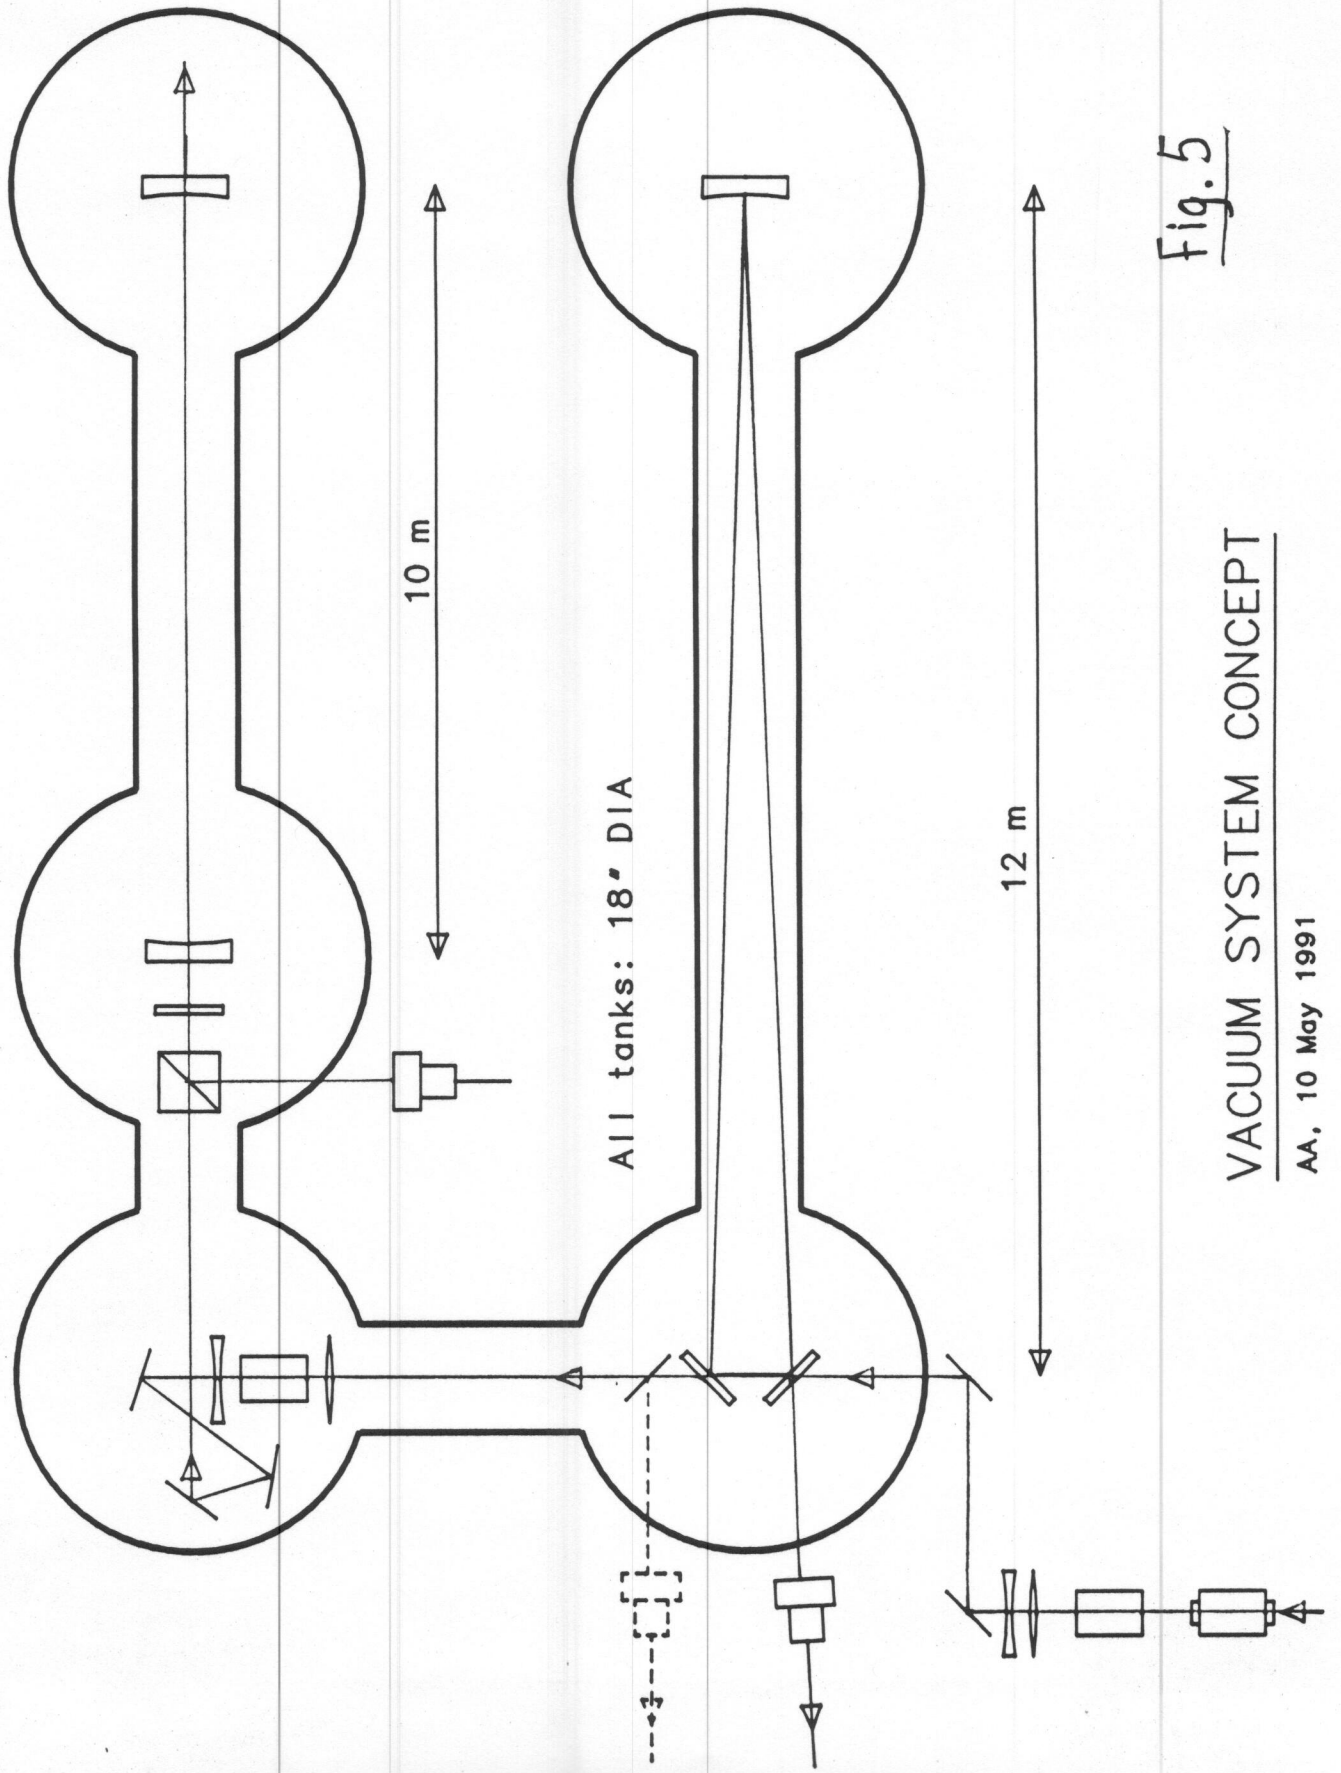 10 m
All tanks: 18" DIA
12 m
Fig. 5
VACUUM SYSTEM CONCEPT
AA, 10 May 1991